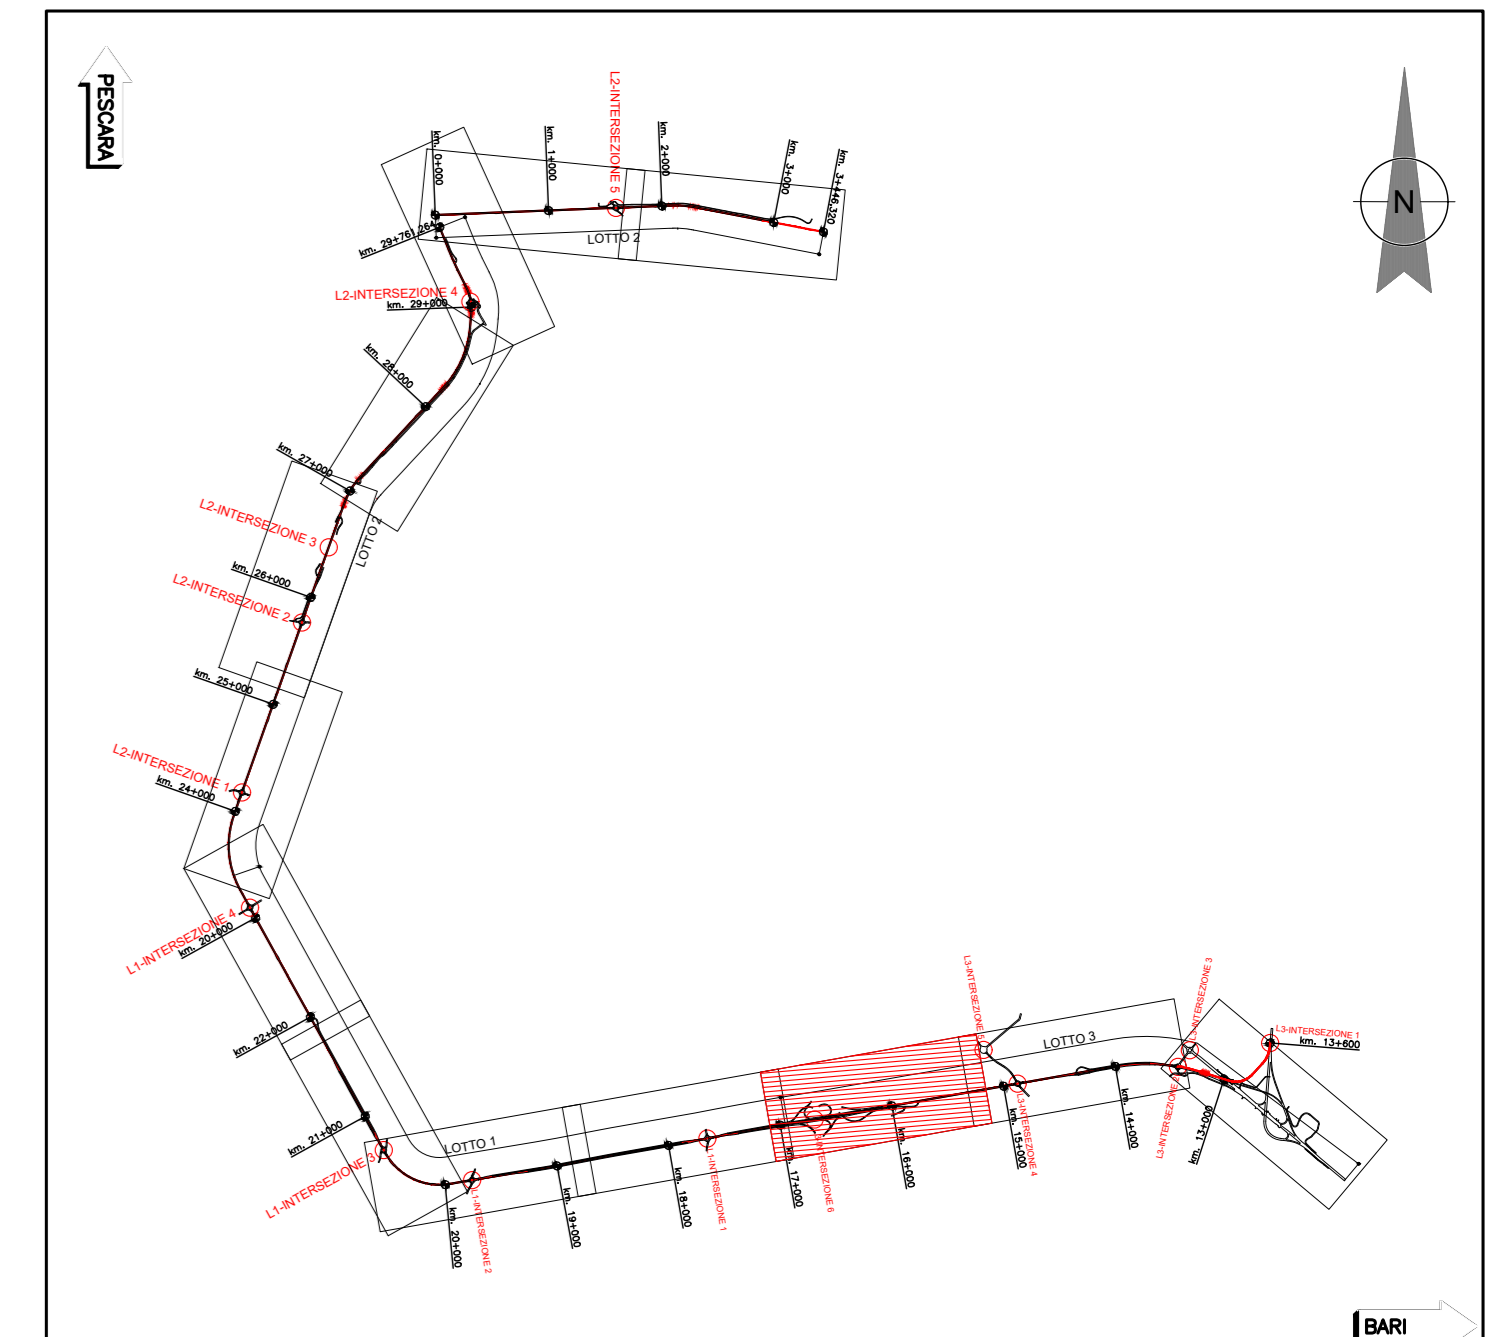 PESCARA
N
km. 0+000
km. 1+000
L2-INTERSEZIONE 5
km. 2+000
km. 3+000
km. 3+446,320
LOTTO 2
km. 29+761,264
L2-INTERSEZIONE 4
km. 29+000
km. 28+000
km. 27+000
L2-INTERSEZIONE 3
LOTTO 2
km. 26+000
L2-INTERSEZIONE 2
km. 25+000
L2-INTERSEZIONE 1
km. 24+000
L1-INTERSEZIONE 4
km. 20+000
km. 22+000
km. 21+000
L1-INTERSEZIONE 3
LOTTO 1
km. 20+000
L1-INTERSEZIONE 2
km. 19+000
km. 18+000
L1-INTERSEZIONE 1
km. 17+000
INTERSEZIONE 6
km. 16+000
L3-INTERSEZIONE 5
km. 15+000
L3-INTERSEZIONE 4
LOTTO 3
km. 14+000
L3-INTERSEZIONE 3
L3-INTERSEZIONE
km. 13+000
L3-INTERSEZIONE 1
km. 13+600
BARI